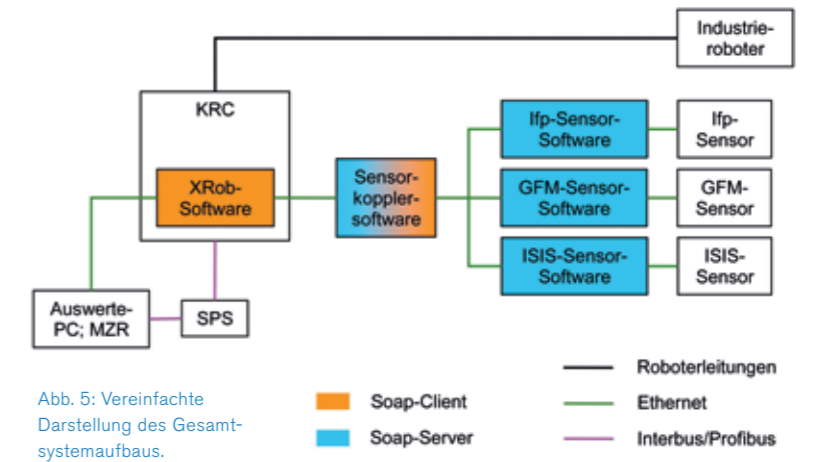 Industrie-
roboter
KRC
XRob-
Software
Sensor-
koppler-
software
Ifp-Sensor-
Software
Ifp-
Sensor
GFM-Sensor-
Software
GFM-
Sensor
ISIS-Sensor-
Software
ISIS-
Sensor
Auswerte-
PC; MZR
SPS
Abb. 5: Vereinfachte
Darstellung des Gesamt-
systemaufbaus.
Soap-Client
Soap-Server
Roboterleitungen
Ethernet
Interbus/Profibus